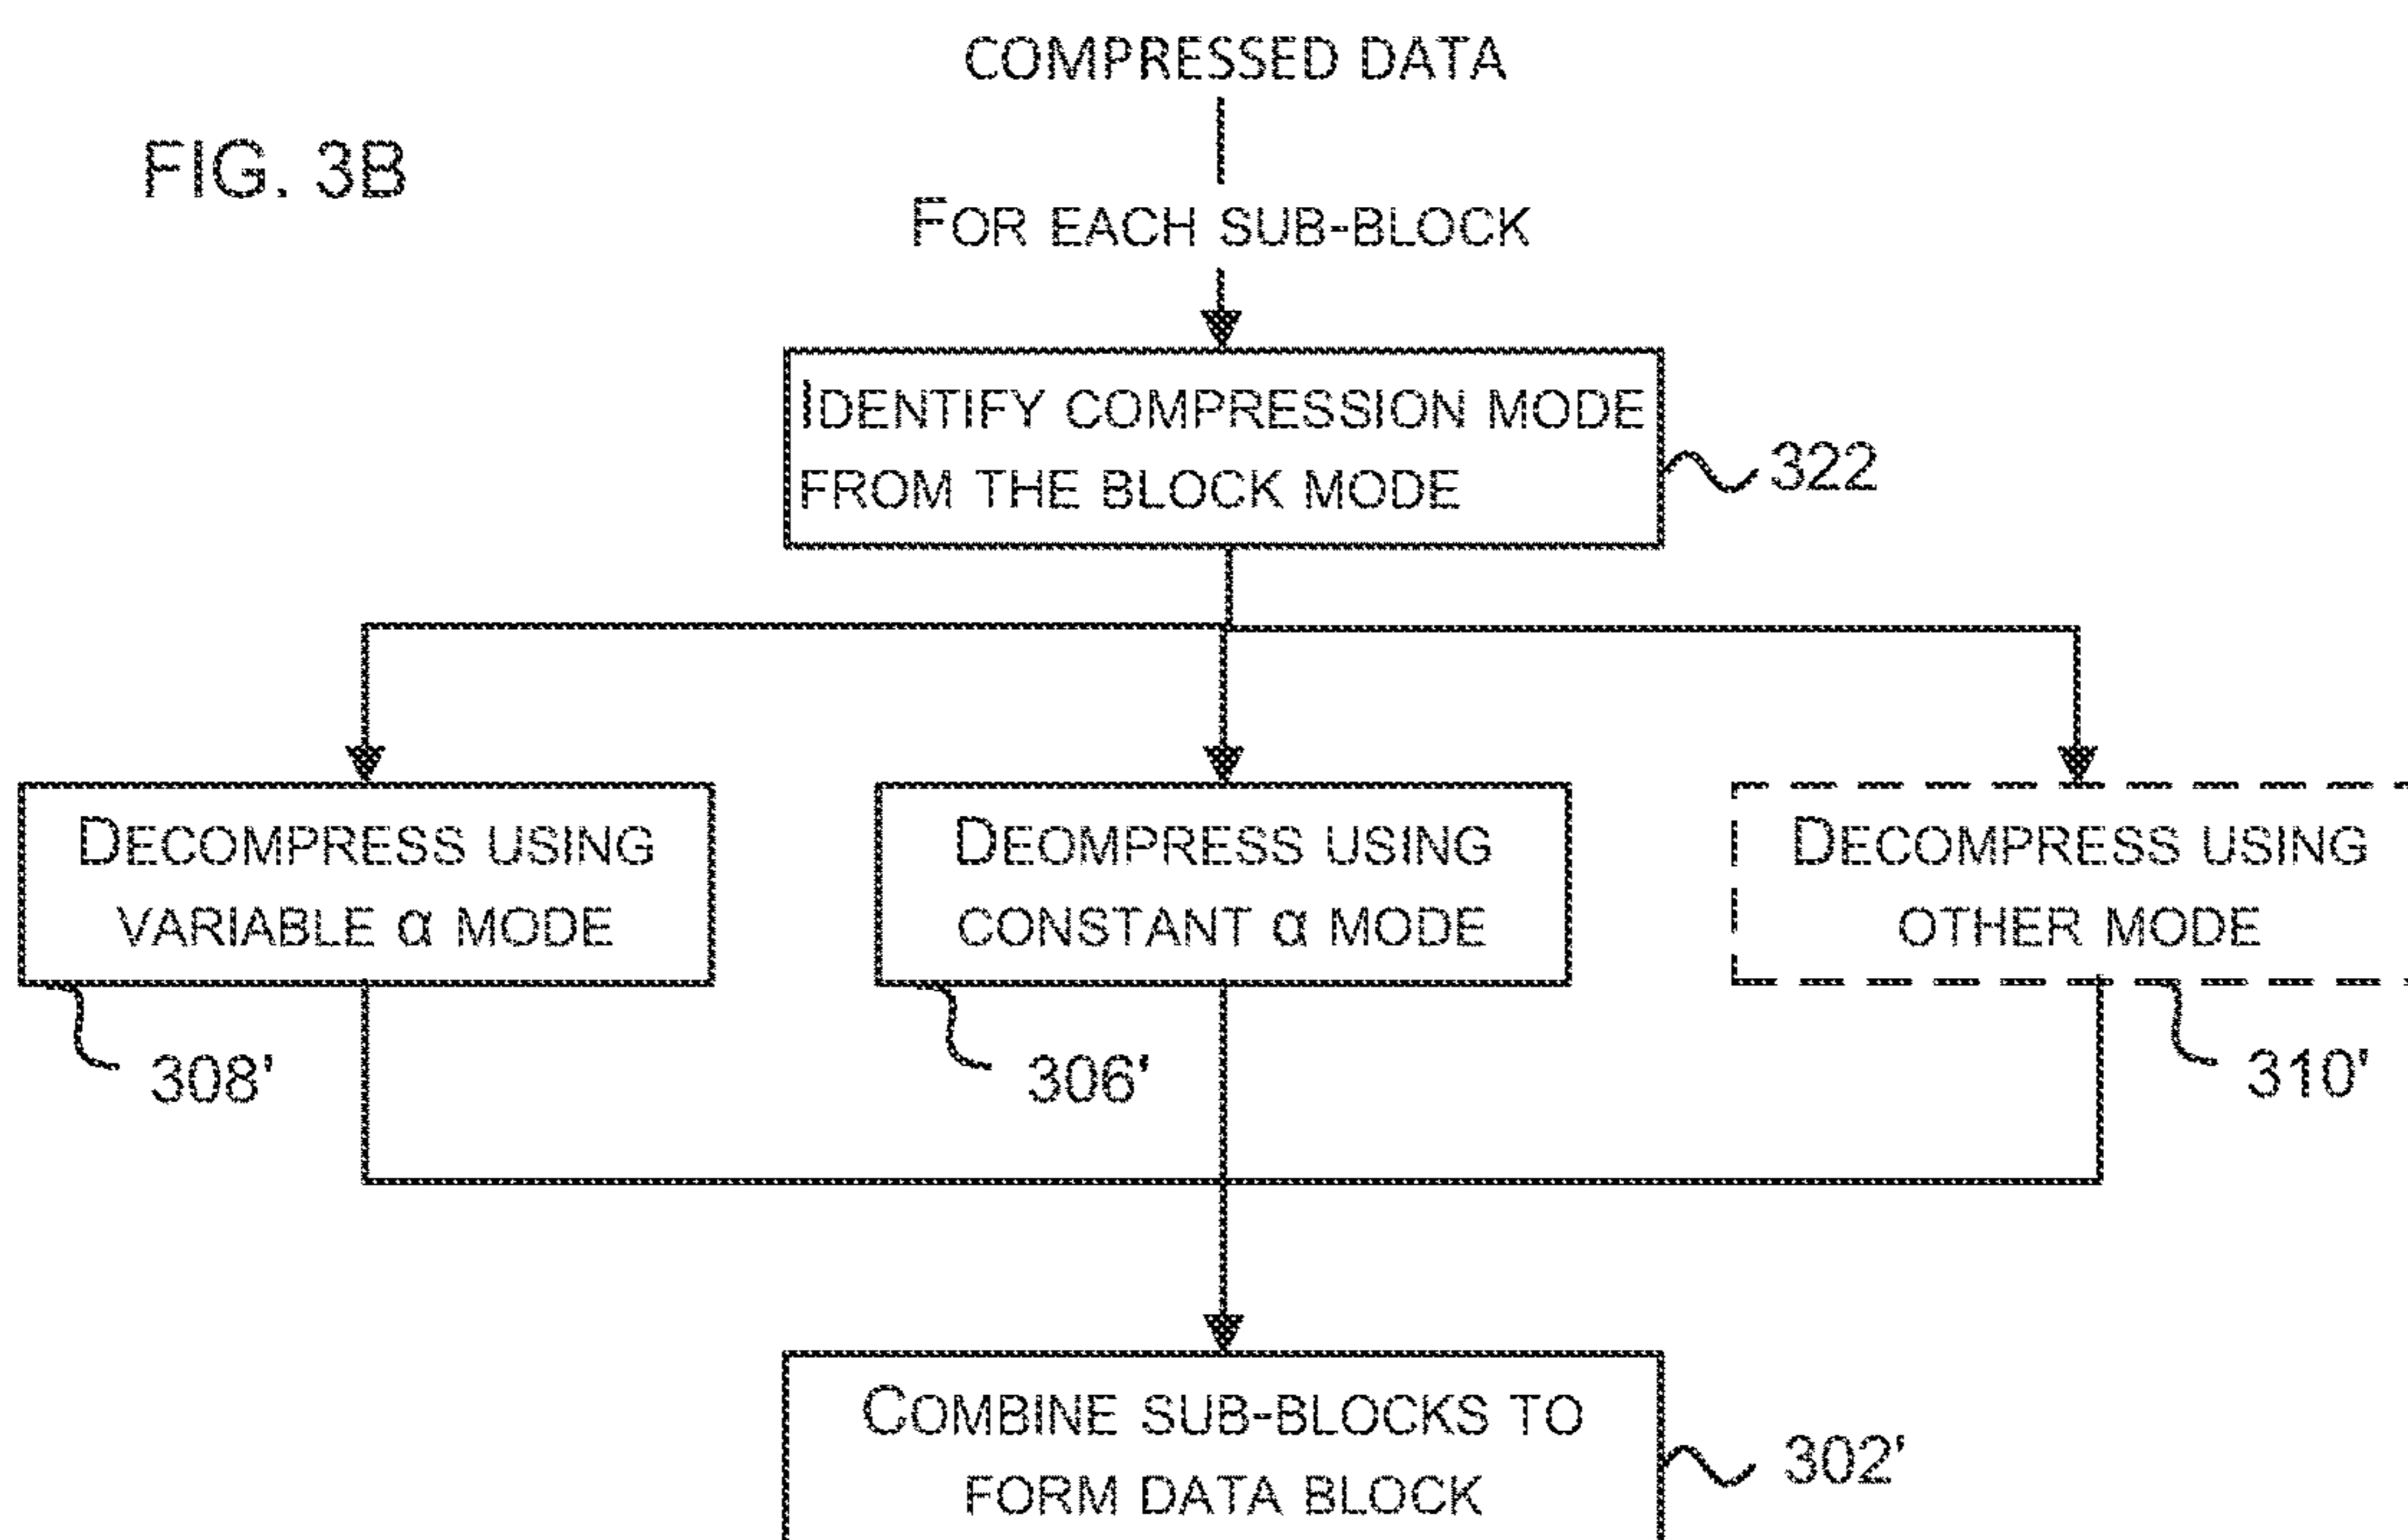 COMPRESSED DATA
FIG. 3B
FOR EACH SUB-BLOCK
IDENTIFY COMPRESSION MODE
FROM THE BLOCK MODE
322
DECOMPRESS USING
VARIABLE α MODE
308'
DEOMPRESS USING
CONSTANT α MODE
306'
DECOMPRESS USING
OTHER MODE
310'
COMBINE SUB-BLOCKS TO
FORM DATA BLOCK
302'